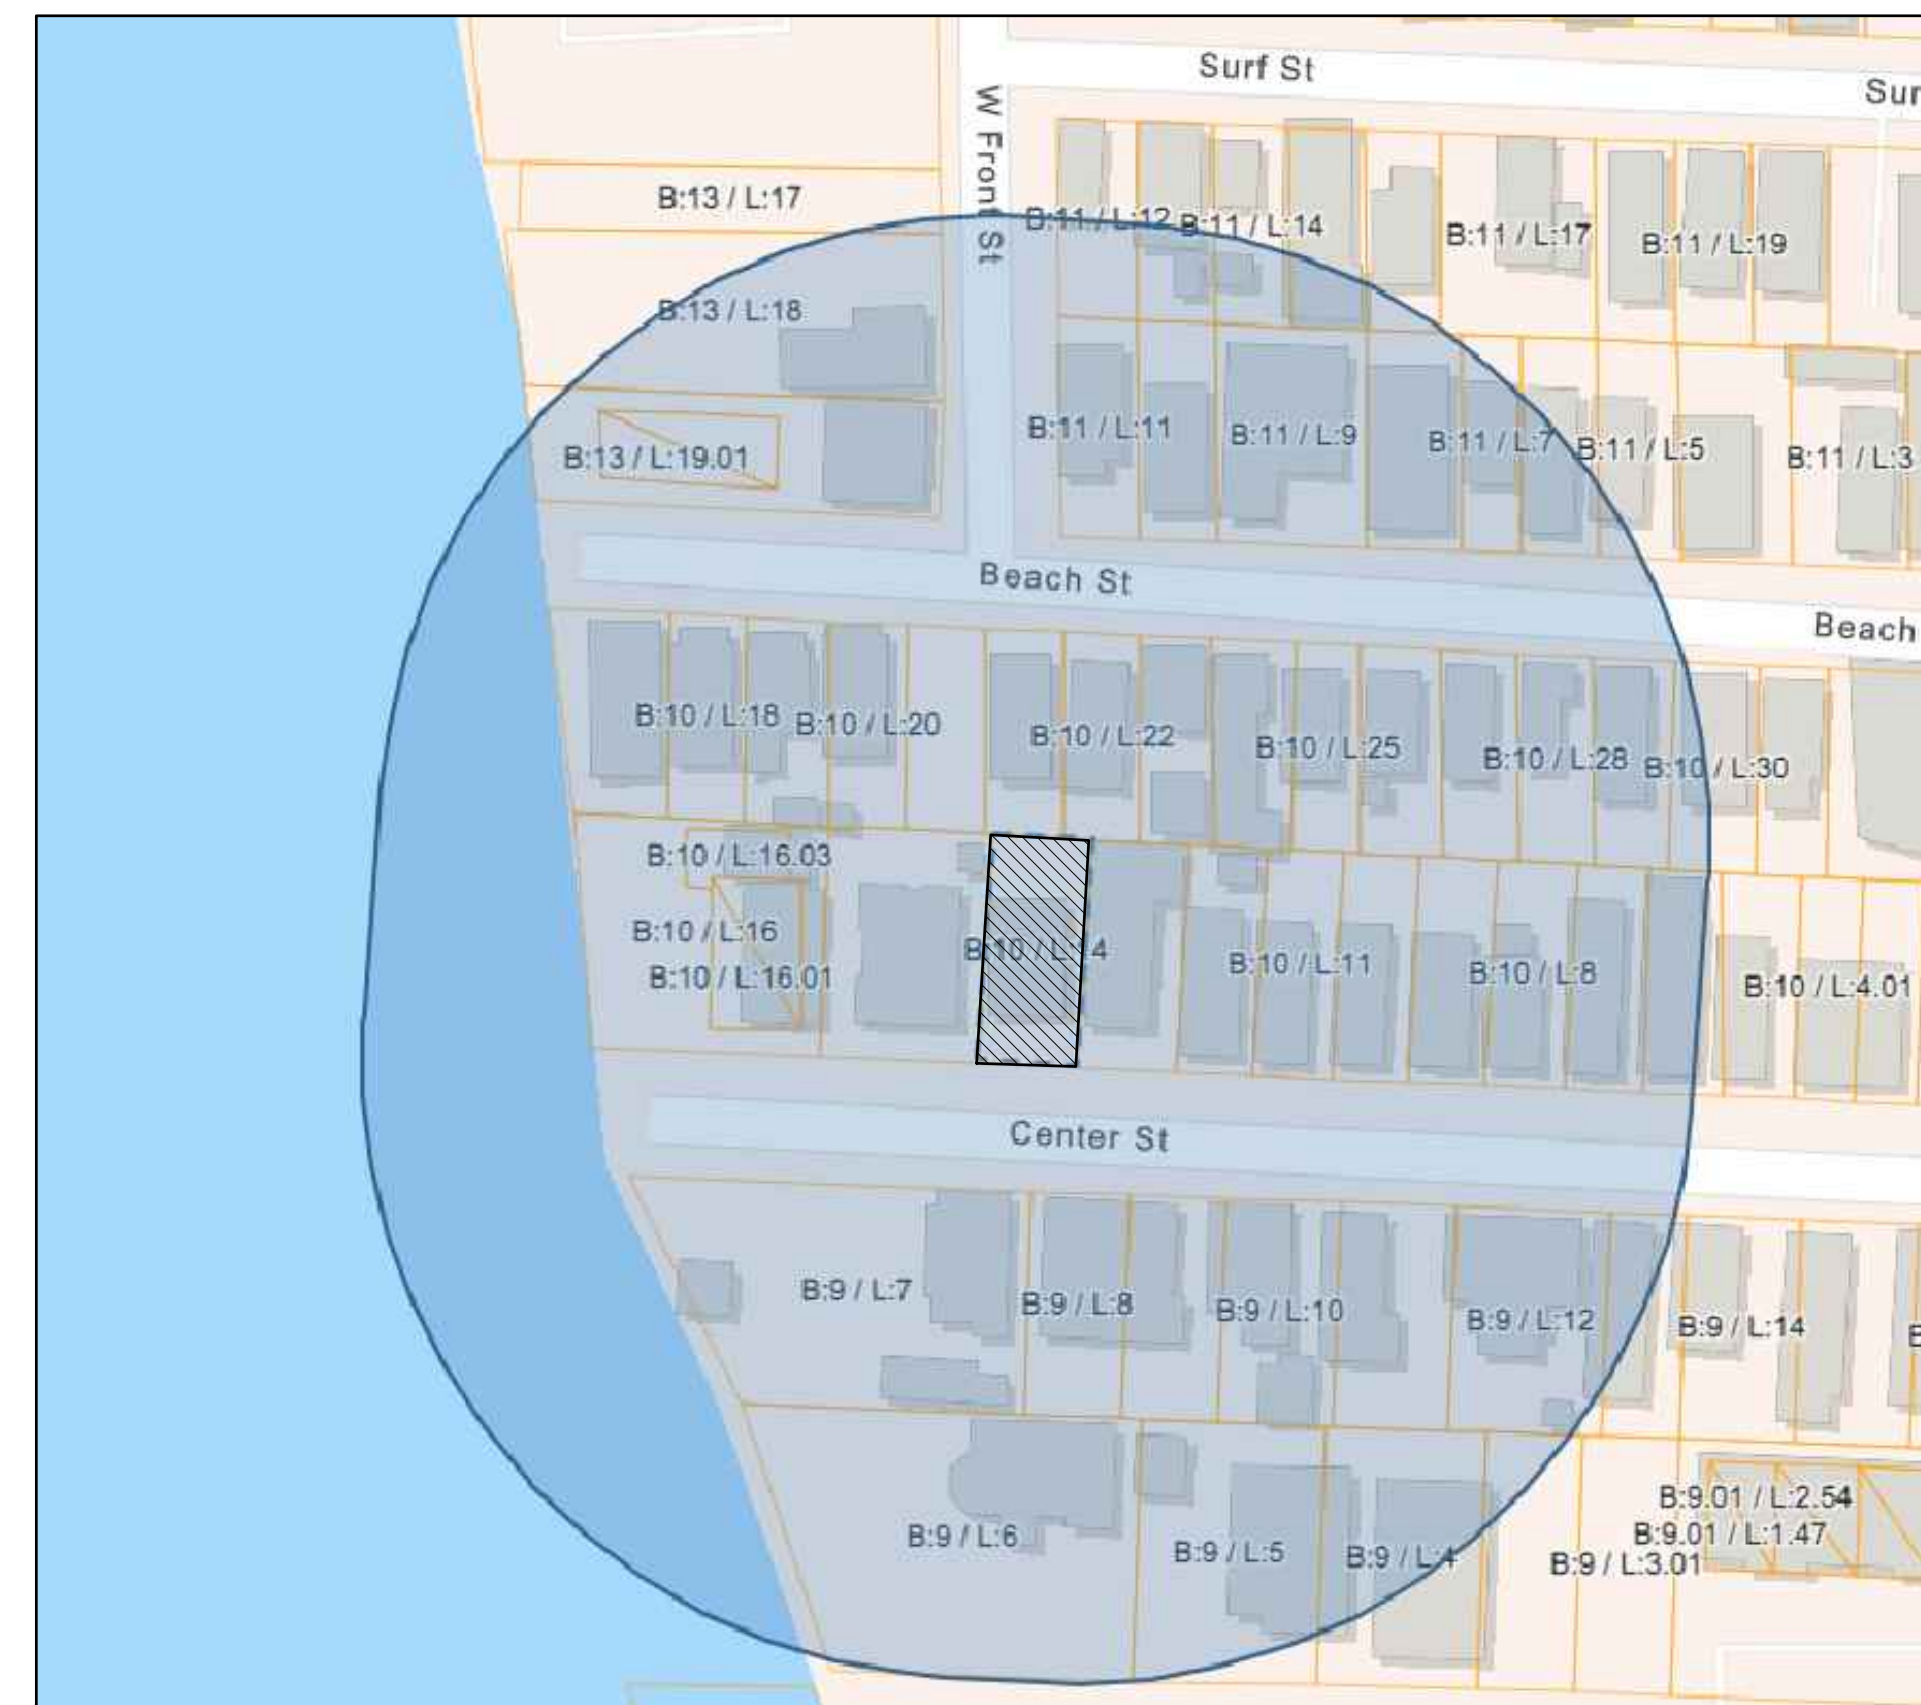 Surf St
Sur
W Front St
B:13 / L:17
B:11 / L:12
B:11 / L:14
B:11 / L:17
B:11 / L:19
B:13 / L:18
B:11 / L:11
B:11 / L:9
B:11 / L:7
B:11 / L:5
B:11 / L:3
B:13 / L:19.01
Beach St
Beach
B:10 / L:18
B:10 / L:20
B:10 / L:22
B:10 / L:25
B:10 / L:28
B:10 / L:30
B:10 / L:16.03
B:10 / L:16
B:10 / L:14
B:10 / L:11
B:10 / L:8
B:10 / L:4.01
B:10 / L:16.01
Center St
B:9 / L:7
B:9 / L:8
B:9 / L:10
B:9 / L:12
B:9 / L:14
B
B:9.01 / L:2.54
B:9.01 / L:1.47
B:9 / L:6
B:9 / L:5
B:9 / L:4
B:9 / L:3.01